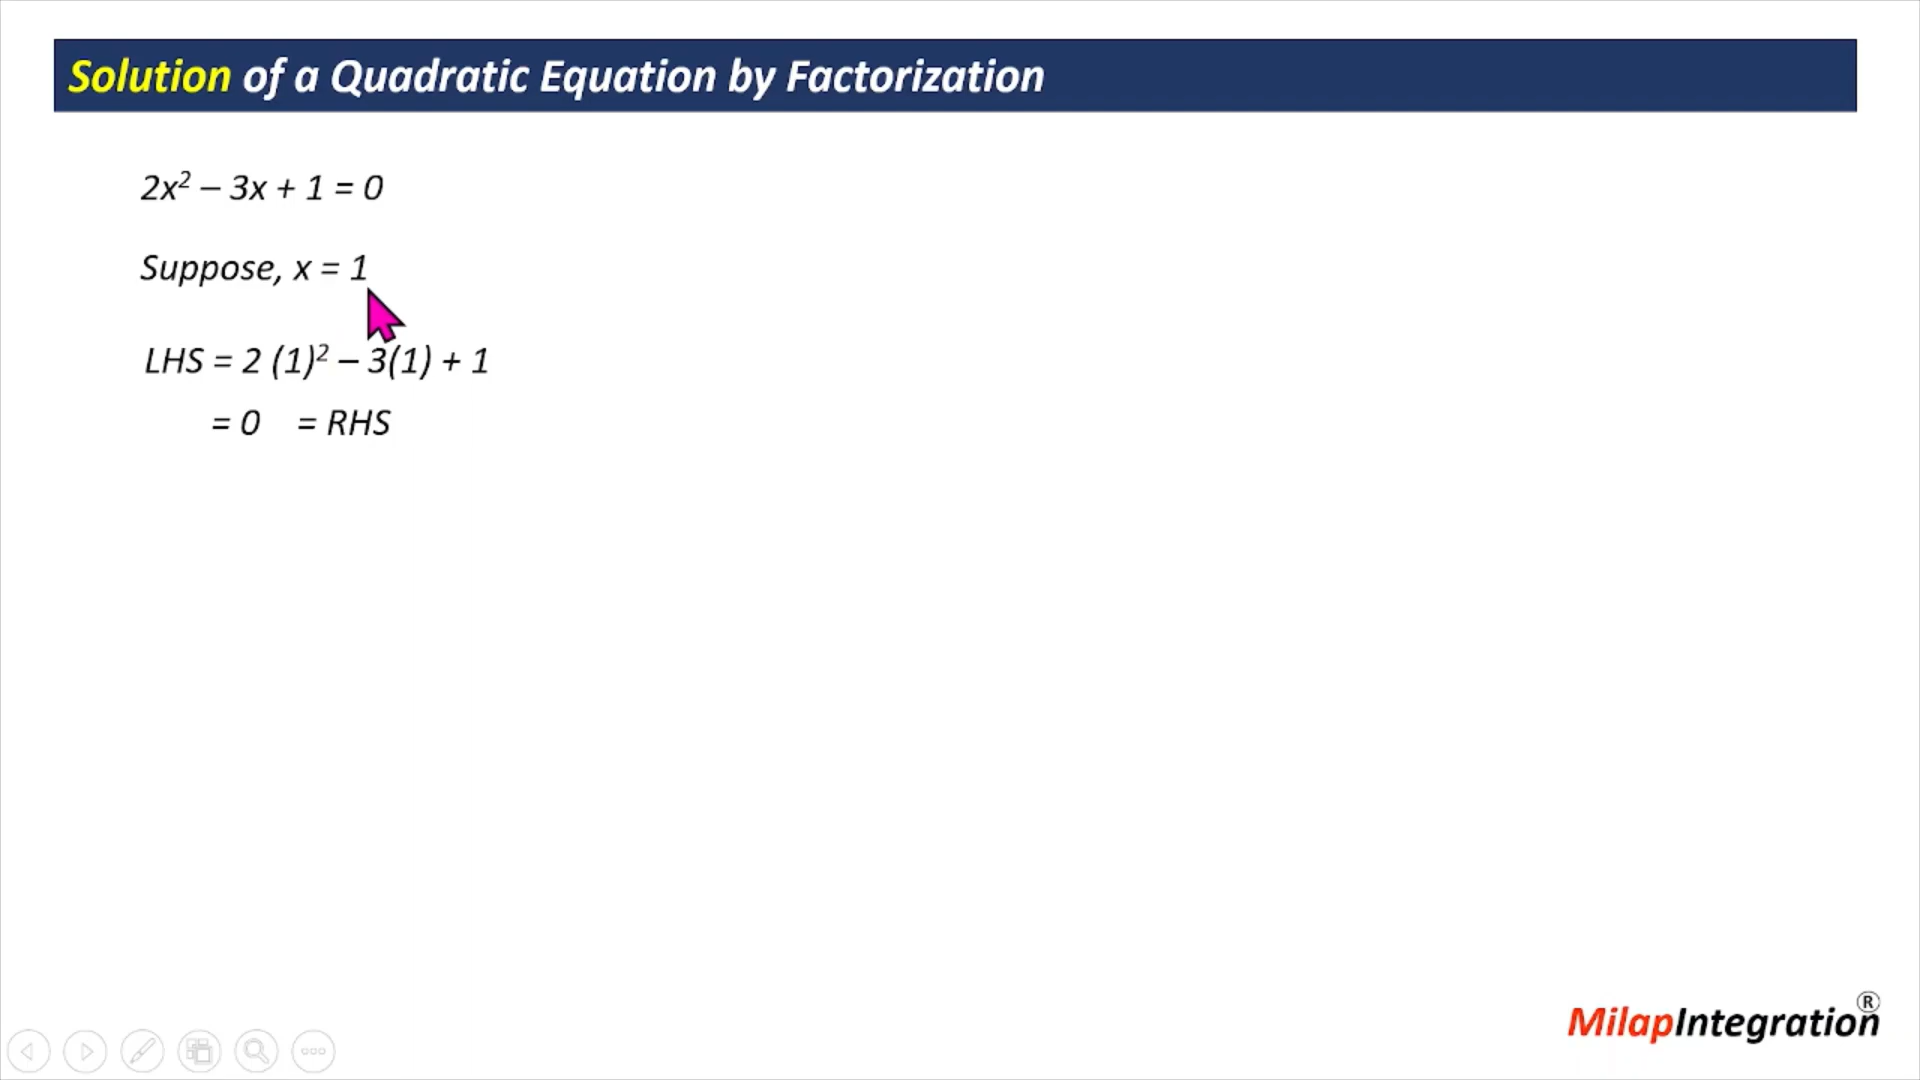 Solution of a Quadratic Equation by Factorization
2x² – 3x + 1 = 0
Suppose, x = 1
LHS = 2 (1)² – 3(1) + 1
= 0 = RHS
MilapIntegration®